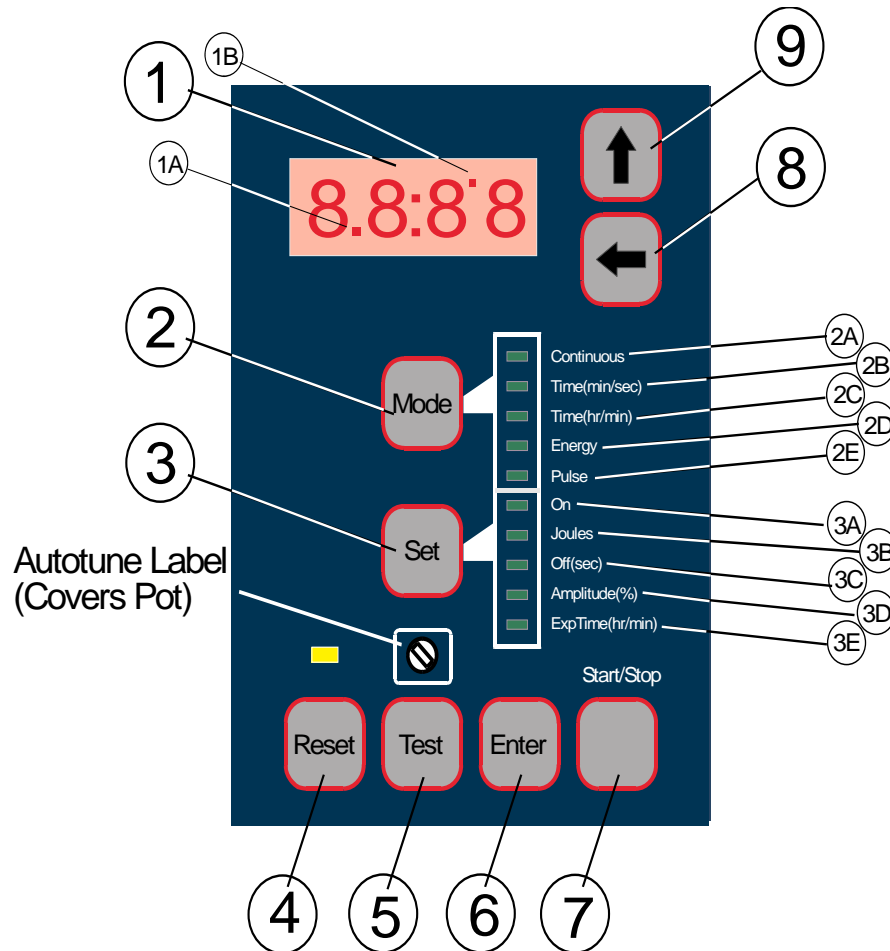 1B
9
1
1A
8
8.8:8˙8
2A
Continuous
2B
2
Time(min/sec)
Mode
2C
Time(hr/min)
2D
Energy
2E
Pulse
3
On
3A
Joules
3B
Set
Off(sec)
3C
Autotune Label
(Covers Pot)
Amplitude(%)
3D
ExpTime(hr/min)
3E
Start/Stop
Reset
Test
Enter
4
5
6
7